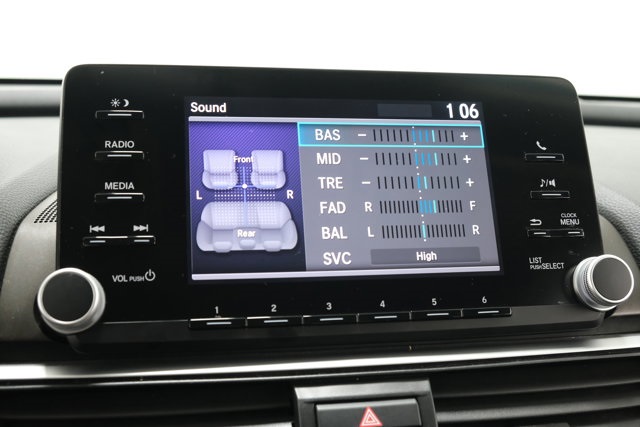 Sound
1 06
RADIO
MEDIA
VOL PUSH
Front
L R
Rear
BAS - +
MID - +
TRE - +
FAD R F
BAL L R
SVC High
CLOCK
MENU
LIST
PUSH SELECT
1 2 3 4 5 6